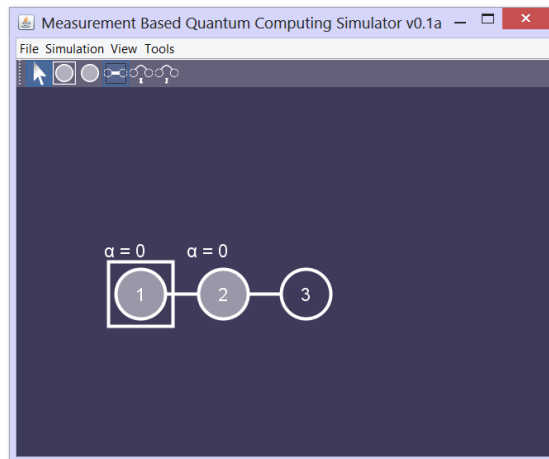 Measurement Based Quantum Computing Simulator v0.1a
File Simulation View Tools
α = 0 α = 0
1 2 3